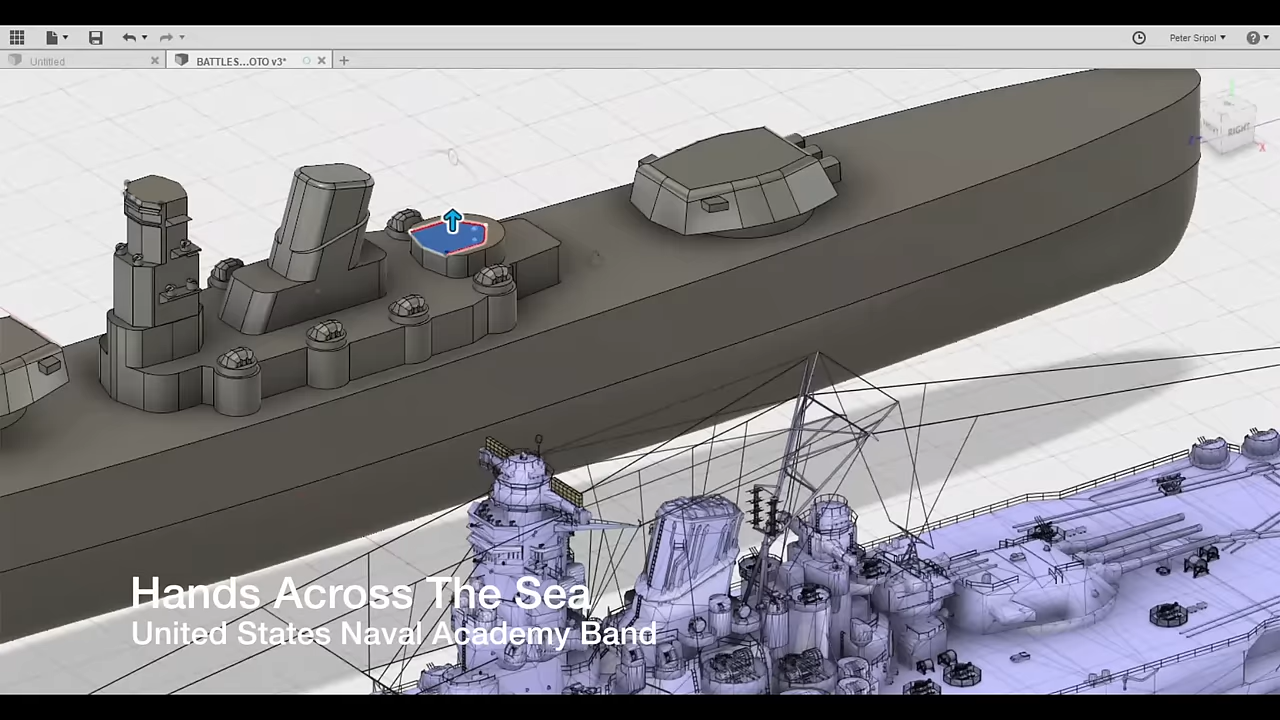 Peter Sripol
Untitled
BATTLES...OTO v3*
RIGHT
Hands Across The Sea
United States Naval Academy Band